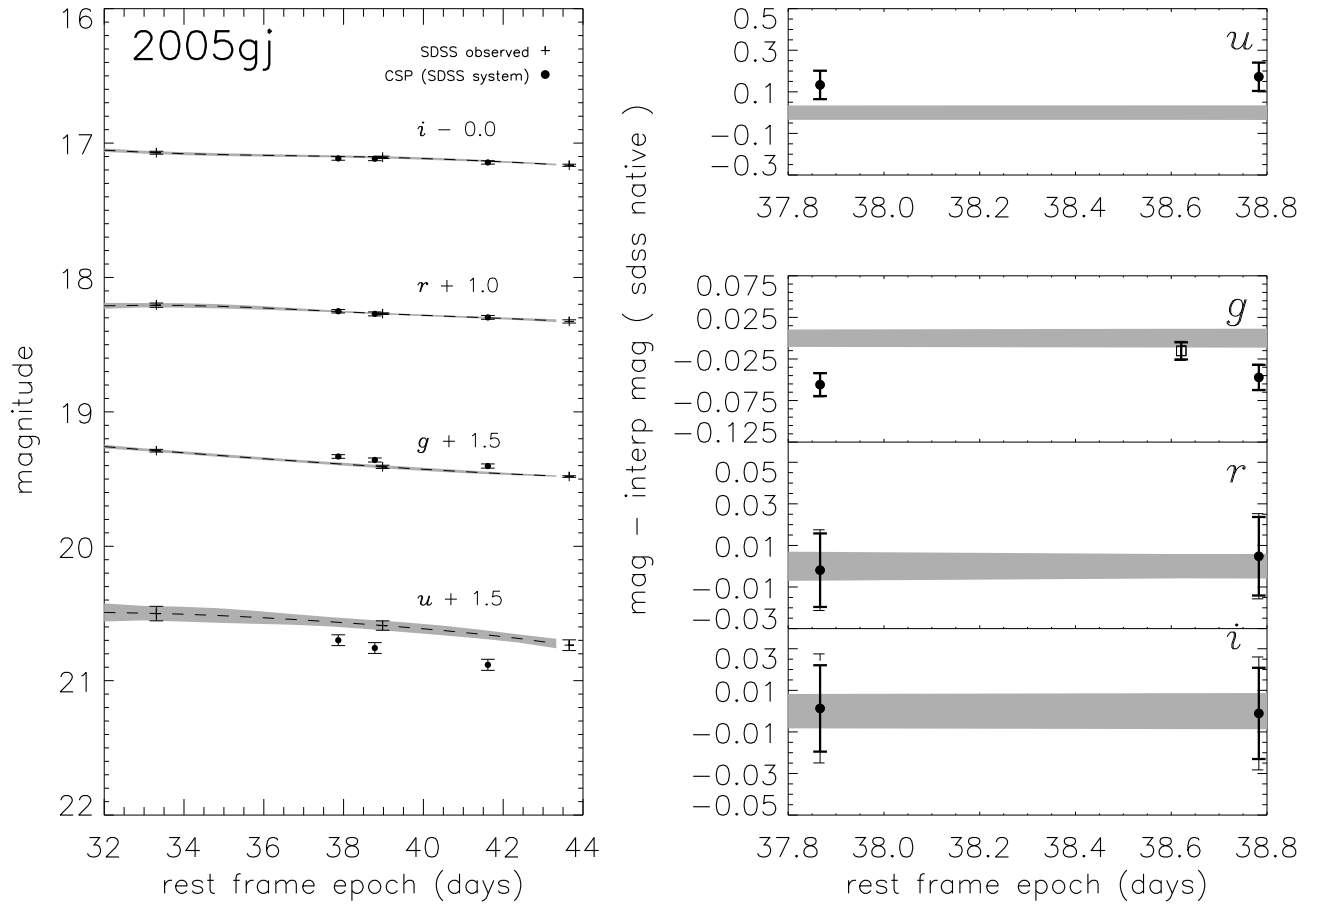 2005gj
SDSS observed +
CSP (SDSS system) ●
i − 0.0
r + 1.0
g + 1.5
u + 1.5
16
17
18
19
20
21
22
magnitude
32 34 36 38 40 42 44
rest frame epoch (days)
mag − interp mag ( sdss native )
u
0.5
0.3
0.1
−0.1
−0.3
37.8 38.0 38.2 38.4 38.6 38.8
g
0.075
0.025
−0.025
−0.075
−0.125
r
0.05
0.03
0.01
−0.01
−0.03
i
0.03
0.01
−0.01
−0.03
−0.05
37.8 38.0 38.2 38.4 38.6 38.8
rest frame epoch (days)